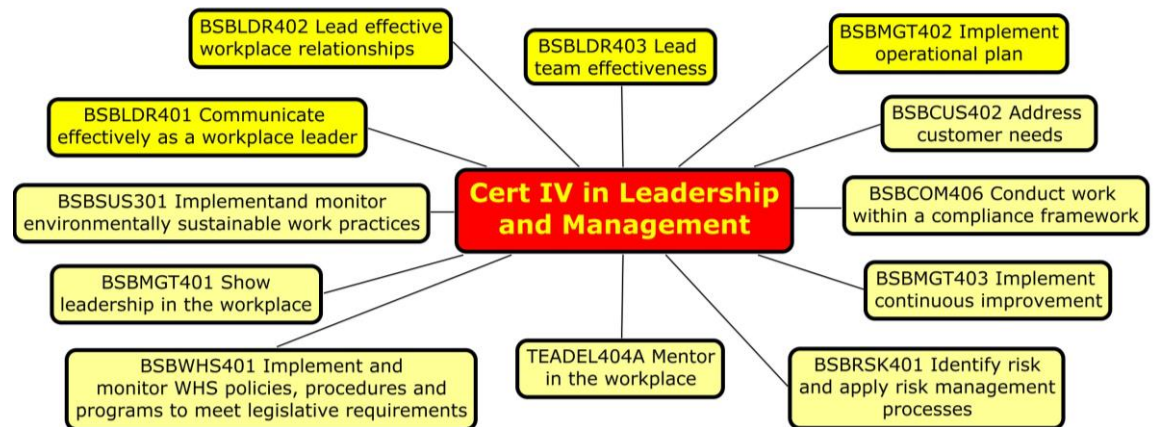 BSBLDR402 Lead effective
workplace relationships
BSBLDR403 Lead
team effectiveness
BSBMGT402 Implement
operational plan
BSBLDR401 Communicate
effectively as a workplace leader
BSBCUS402 Address
customer needs
Cert IV in Leadership
and Management
BSBSUS301 Implementand monitor
environmentally sustainable work practices
BSBCOM406 Conduct work
within a compliance framework
BSBMGT401 Show
leadership in the workplace
BSBMGT403 Implement
continuous improvement
BSBWHS401 Implement and
monitor WHS policies, procedures and
programs to meet legislative requirements
TEADEL404A Mentor
in the workplace
BSBRSK401 Identify risk
and apply risk management
processes